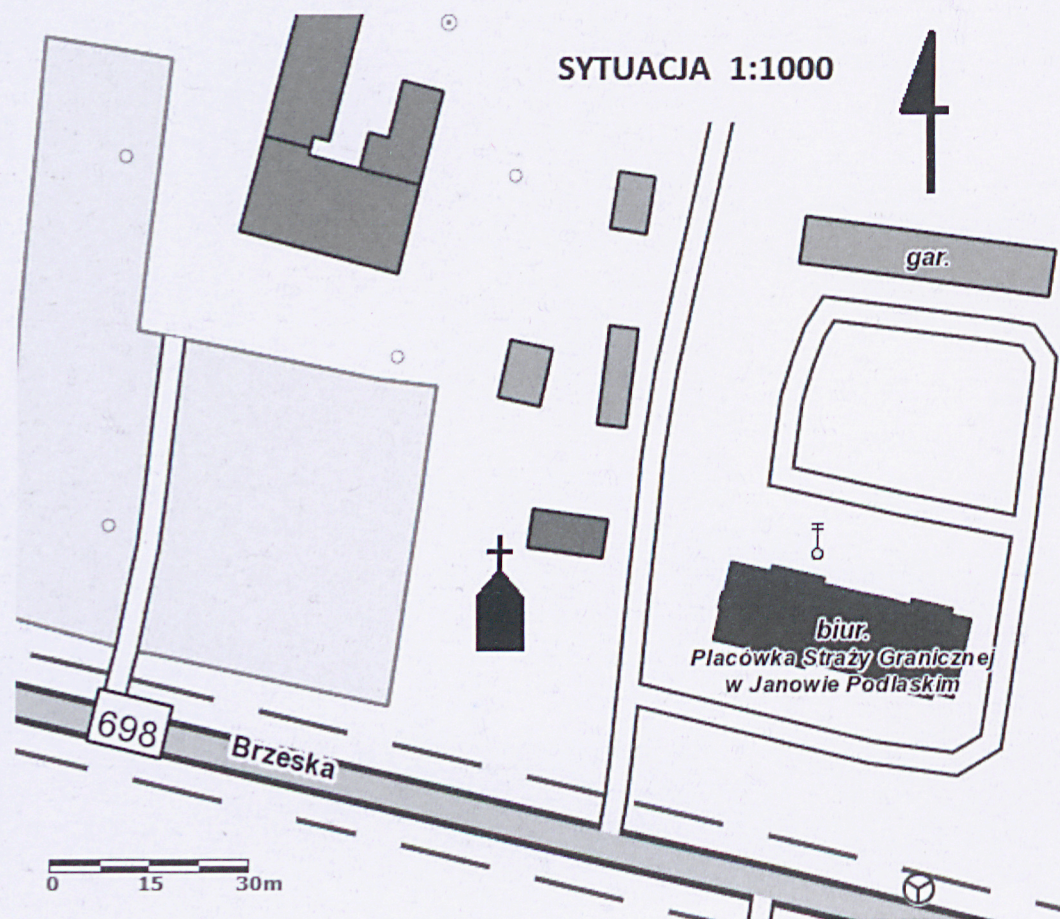 SYTUACJA 1:1000
gar.
biur.
Placówka Straży Granicznej
w Janowie Podlaskim
698
Brzeska
0 15 30m